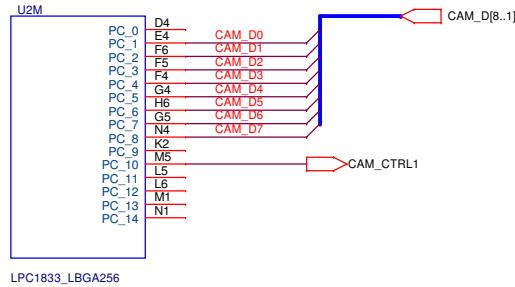 U2M
CAM_D[8..1]
PC_0 D4
PC_1 E4 CAM_D0
PC_2 F6 CAM_D1
PC_3 F5 CAM_D2
PC_4 F4 CAM_D3
PC_5 G4 CAM_D4
PC_6 H6 CAM_D5
PC_7 G5 CAM_D6
PC_8 N4 CAM_D7
PC_9 K2
PC_10 M5 CAM_CTRL1
PC_11 L5
PC_12 L6
PC_13 M1
PC_14 N1
LPC1833_LBGA256